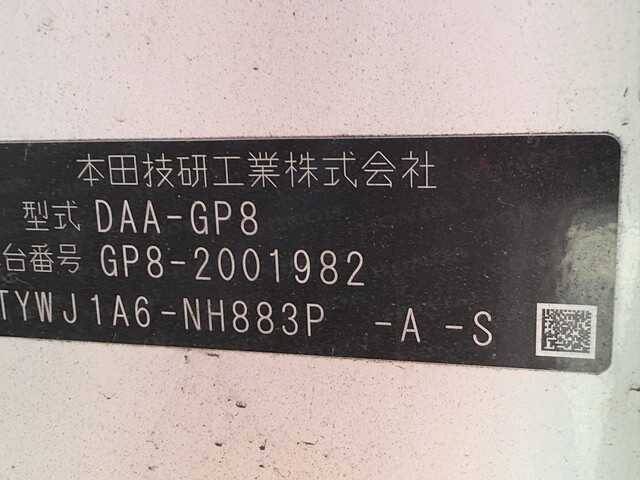 本田技研工業株式会社
型式 DAA-GP8
台番号 GP8-2001982
TYWJ1A6-NH883P -A -S